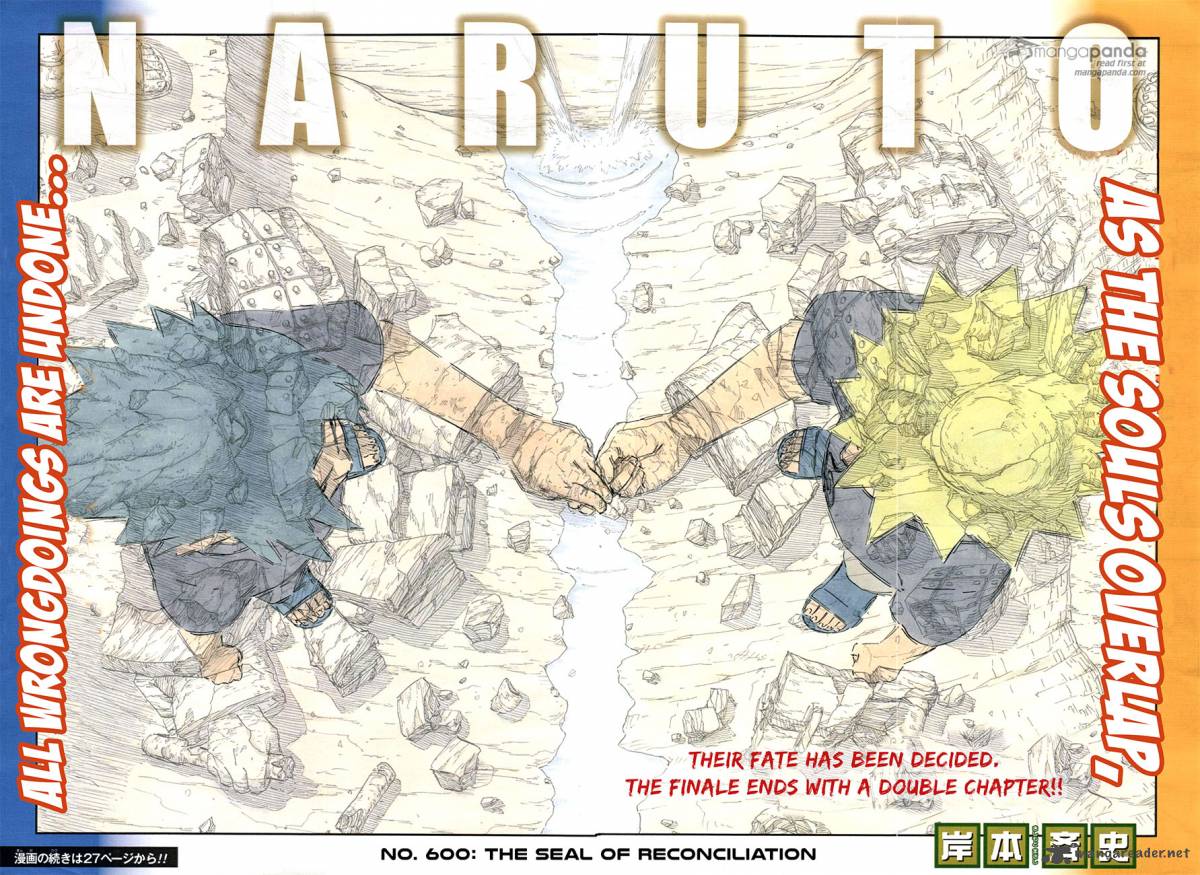 NARUTO
mangapanda
read first at
mangapanda.com
AS THE SOULS OVERLAP,
ALL WRONGDOINGS ARE UNDONE...
THEIR FATE HAS BEEN DECIDED.
THE FINALE ENDS WITH A DOUBLE CHAPTER!!
漫画の続きは27ページから!!
NO. 600: THE SEAL OF RECONCILIATION
岸本斉史
mangareader.net